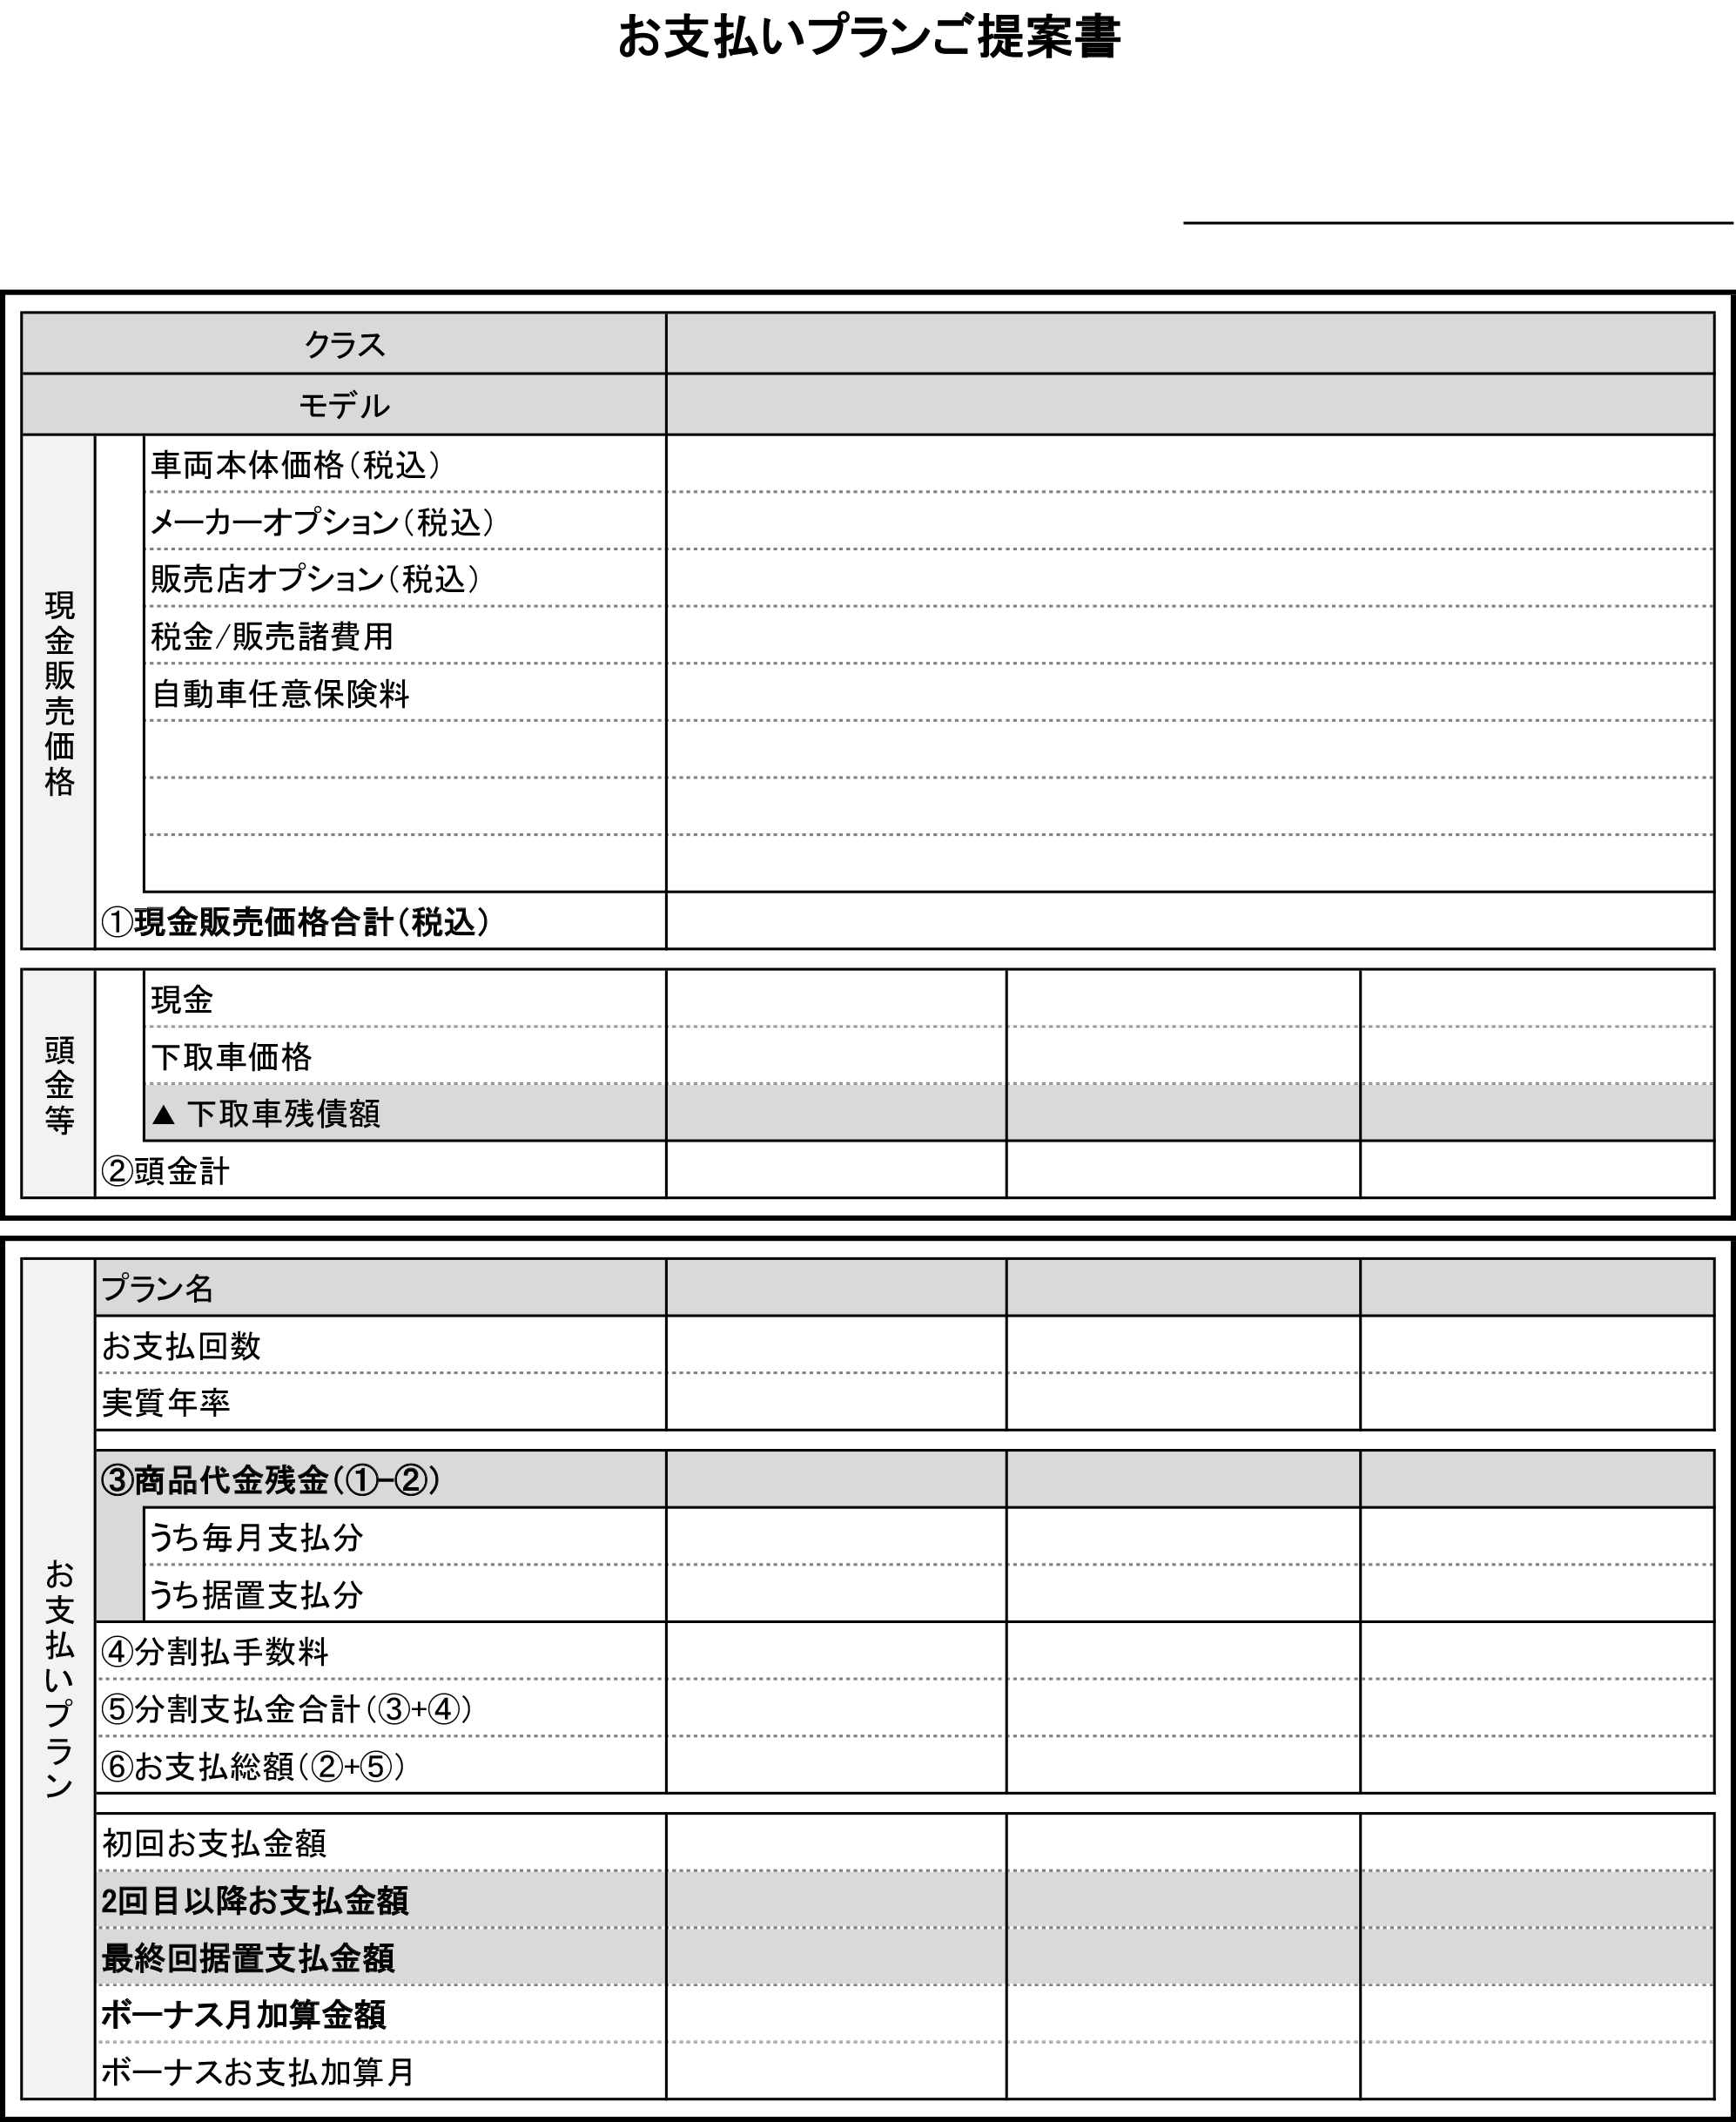 お支払いプランご提案書
クラス
モデル
現金販売価格
車両本体価格（税込）
メーカーオプション（税込）
販売店オプション（税込）
税金/販売諸費用
自動車任意保険料
①現金販売価格合計（税込）
頭金等
現金
下取車価格
▲ 下取車残債額
②頭金計
お支払いプラン
プラン名
お支払回数
実質年率
③商品代金残金（①−②）
うち毎月支払分
うち据置支払分
④分割払手数料
⑤分割支払金合計（③+④）
⑥お支払総額（②+⑤）
初回お支払金額
2回目以降お支払金額
最終回据置支払金額
ボーナス月加算金額
ボーナスお支払加算月